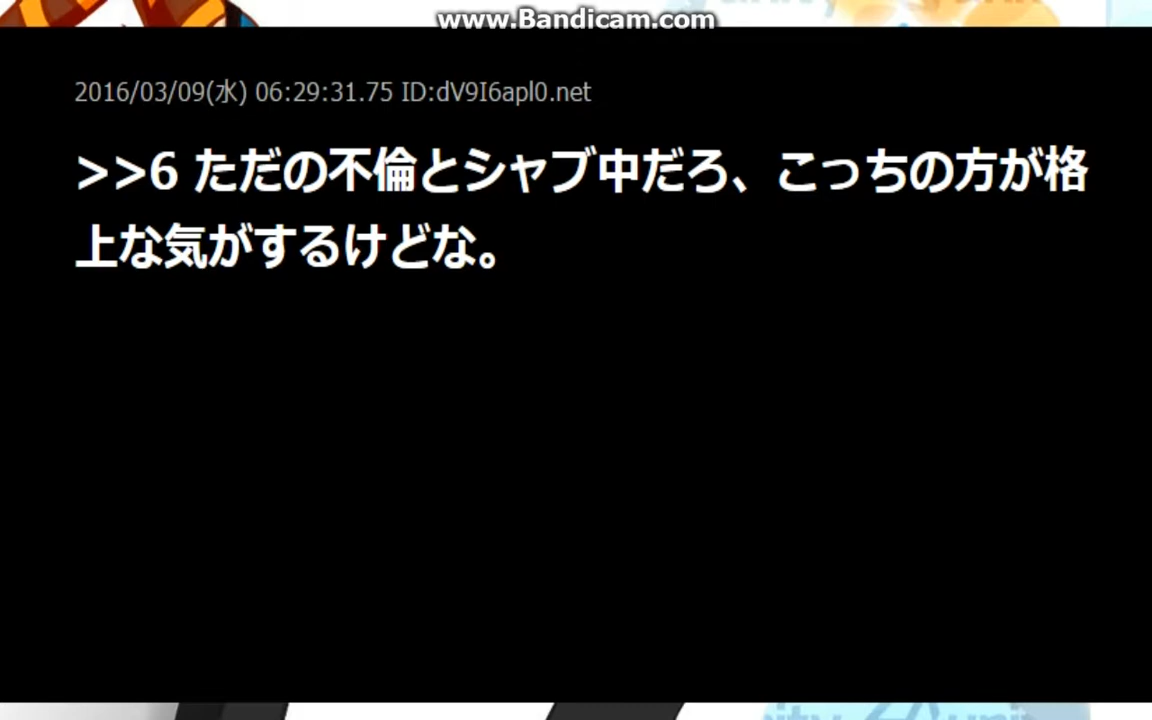 www.Bandicam.com
2016/03/09(水) 06:29:31.75 ID:dV9I6apl0.net
>>6 ただの不倫とシャブ中だろ、こっちの方が格
上な気がするけどな。